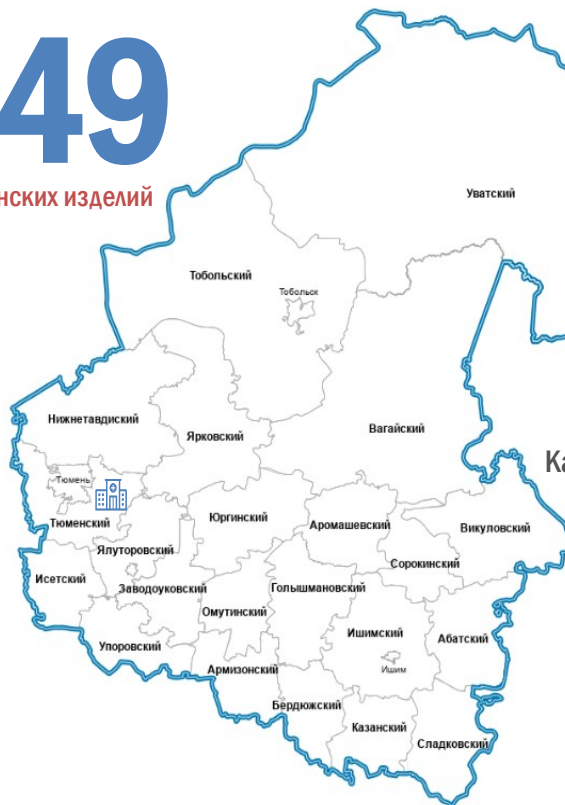 49
нских изделий
Уватский
Тобольский
Тобольск
Нижнетавдиский
Ярковский
Вагайский
Ка
Тюмень
Тюменский
Юргинский
Аромашевский
Викуловский
Ялуторовский
Сорокинский
Исетский
Заводоуковский
Голышмановский
Омутинский
Упоровский
Ишимский
Абатский
Армизонский
Ишим
Бердюжский
Казанский
Сладковский